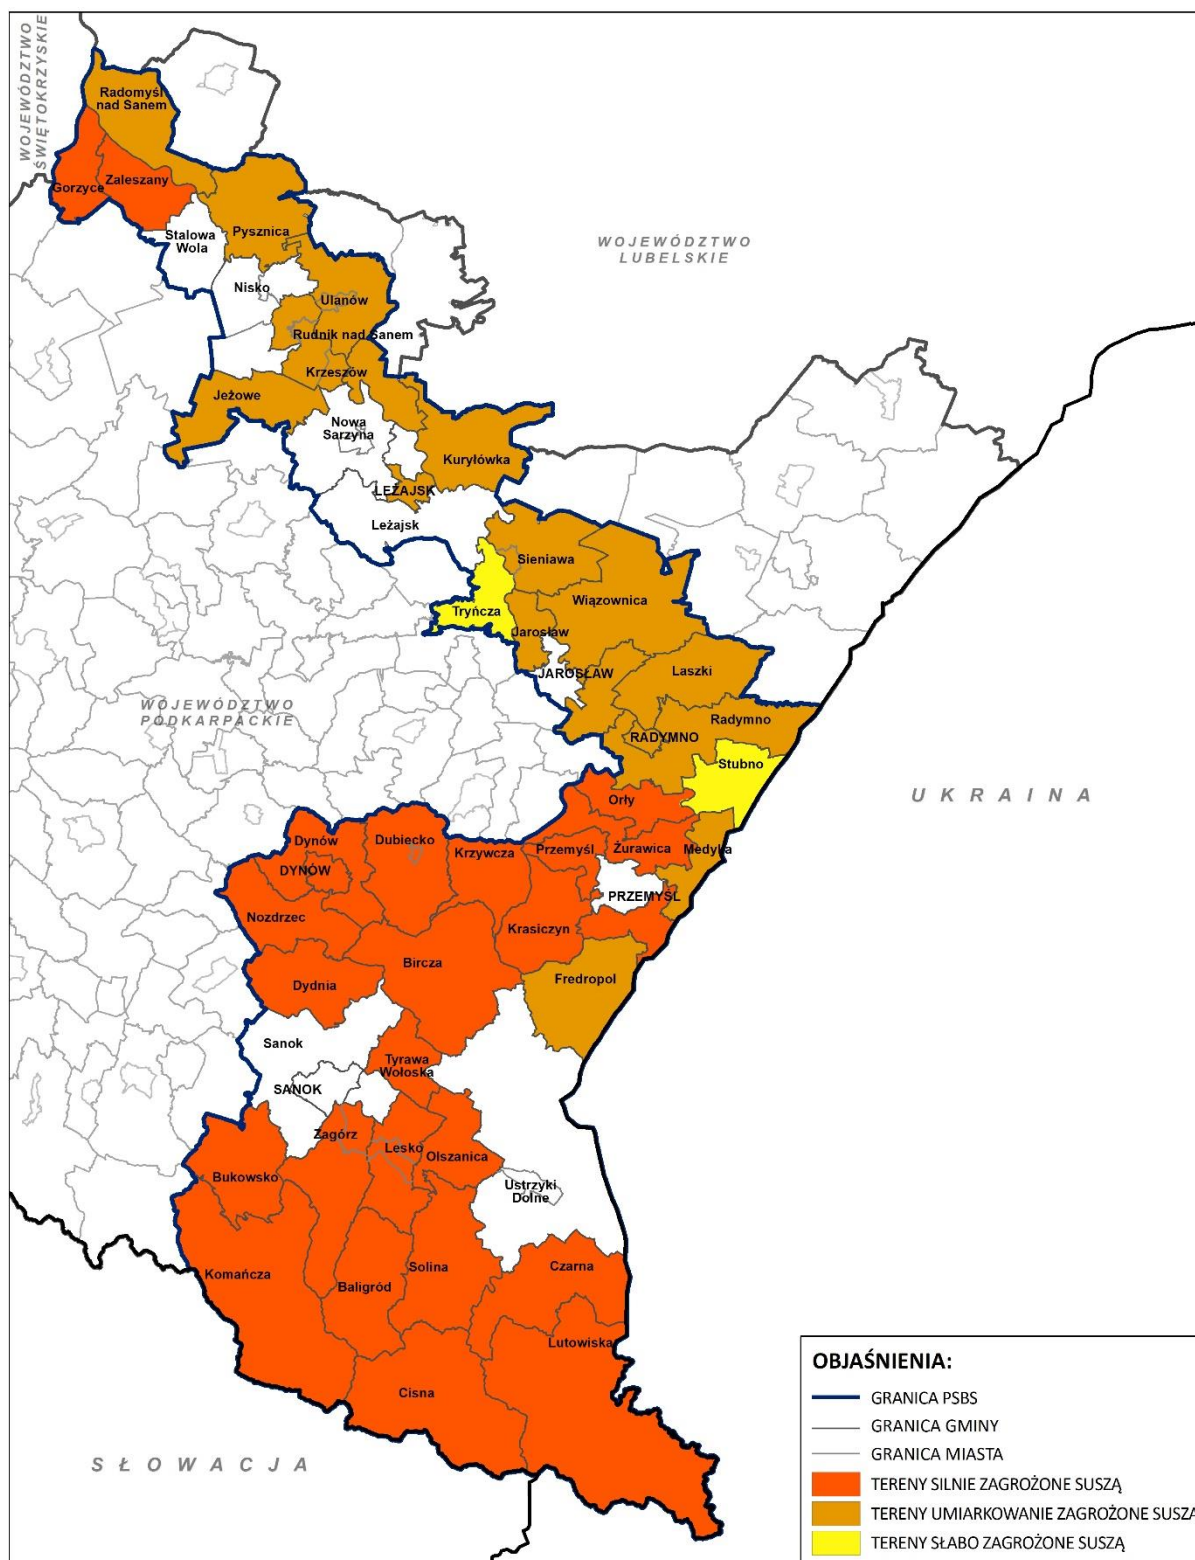 WOJEWÓDZTWO
ŚWIĘTOKRZYSKIE
Radomyśl
nad Sanem
Gorzyce
Zaleszany
Stalowa
Wola
Pysznica
WOJEWÓDZTWO
LUBELSKIE
Nisko
Ulanów
Rudnik nad Sanem
Krzeszów
Jeżowe
Nowa
Sarzyna
Kuryłówka
LEŻAJSK
Leżajsk
Sieniawa
Wiązownica
Tryńcza
Jarosław
JAROSŁAW
Laszki
WOJEWÓDZTWO
PODKARPACKIE
Radymno
RADYMNO
Stubno
UKRAINA
Orły
Dynów
Dubiecko
Krzywcza
Przemyśl
Żurawica
Medyka
DYNÓW
PRZEMYŚL
Nozdrzec
Krasiczyn
Bircza
Dydnia
Fredropol
Sanok
Tyrawa
Wołoska
SANOK
Zagórz
Lesko
Olszanica
Bukowsko
Ustrzyki
Dolne
Komańcza
Baligród
Solina
Czarna
Lutowiska
Cisna
SŁOWACJA
OBJAŚNIENIA:
GRANICA PSBS
GRANICA GMINY
GRANICA MIASTA
TERENY SILNIE ZAGROŻONE SUSZĄ
TERENY UMIARKOWANIE ZAGROŻONE SUSZĄ
TERENY SŁABO ZAGROŻONE SUSZĄ